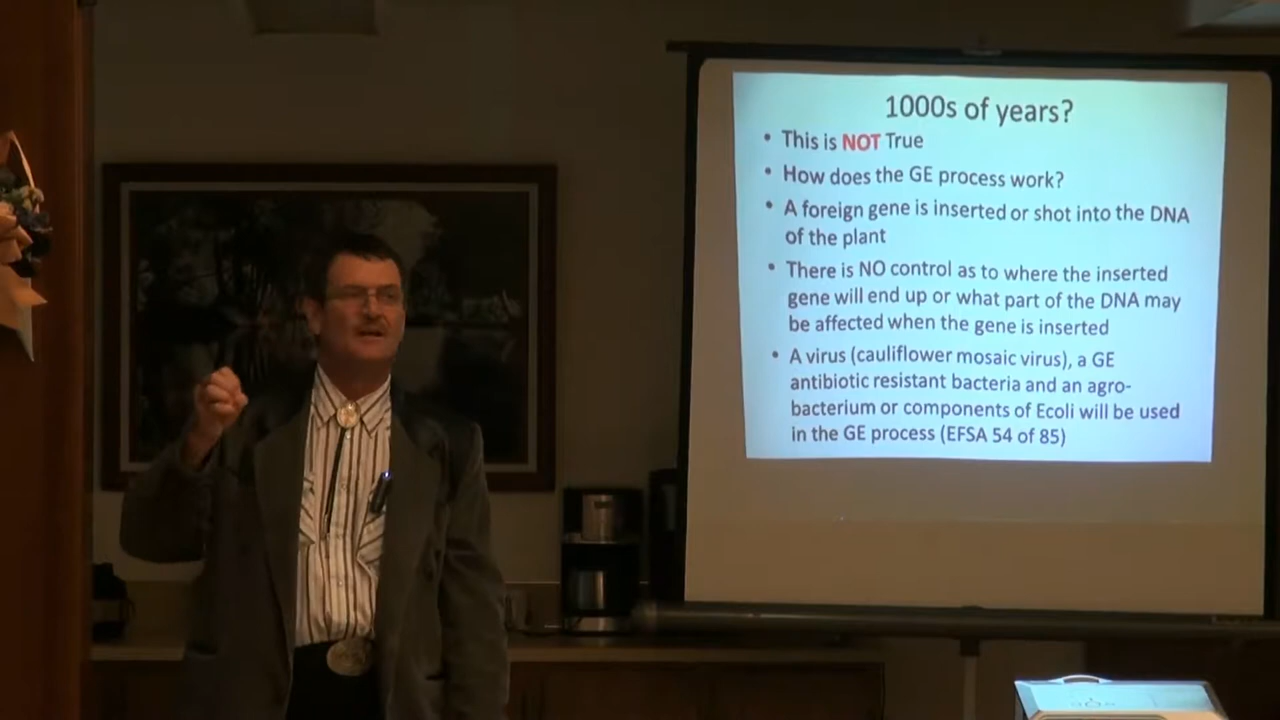 1000s of years?
• This is NOT True
• How does the GE process work?
• A foreign gene is inserted or shot into the DNA
of the plant
• There is NO control as to where the inserted
gene will end up or what part of the DNA may
be affected when the gene is inserted
• A virus (cauliflower mosaic virus), a GE
antibiotic resistant bacteria and an agro-
bacterium or components of Ecoli will be used
in the GE process (EFSA 54 of 85)